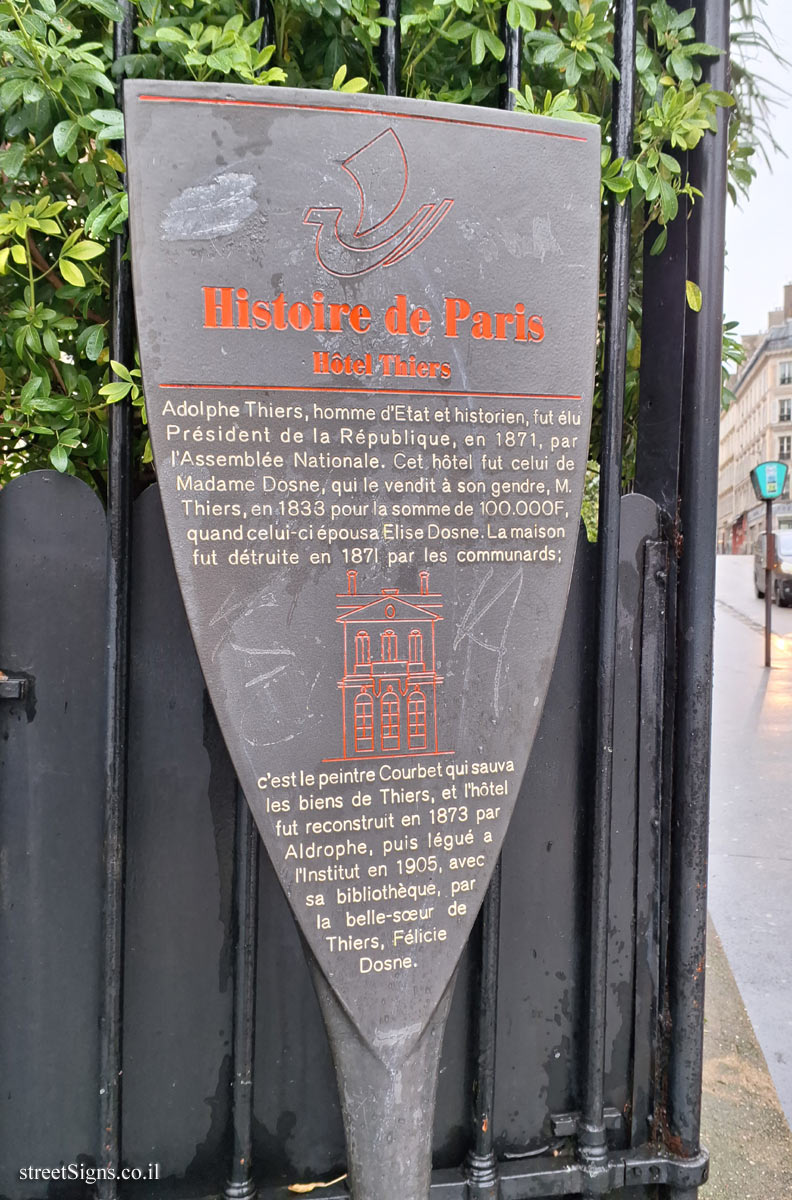 Histoire de Paris
Hôtel Thiers
Adolphe Thiers, homme d'Etat et historien, fut élu
Président de la République, en 1871, par
l'Assemblée Nationale. Cet hôtel fut celui de
Madame Dosne, qui le vendit à son gendre, M.
Thiers, en 1833 pour la somme de 100.000F,
quand celui-ci épousa Elise Dosne. La maison
fut détruite en 1871 par les communards;
c'est le peintre Courbet qui sauva
les biens de Thiers, et l'hôtel
fut reconstruit en 1873 par
Aldrophe, puis légué a
l'Institut en 1905, avec
sa bibliothèque, par
la belle-sœur de
Thiers, Félicie
Dosne.
streetSigns.co.il